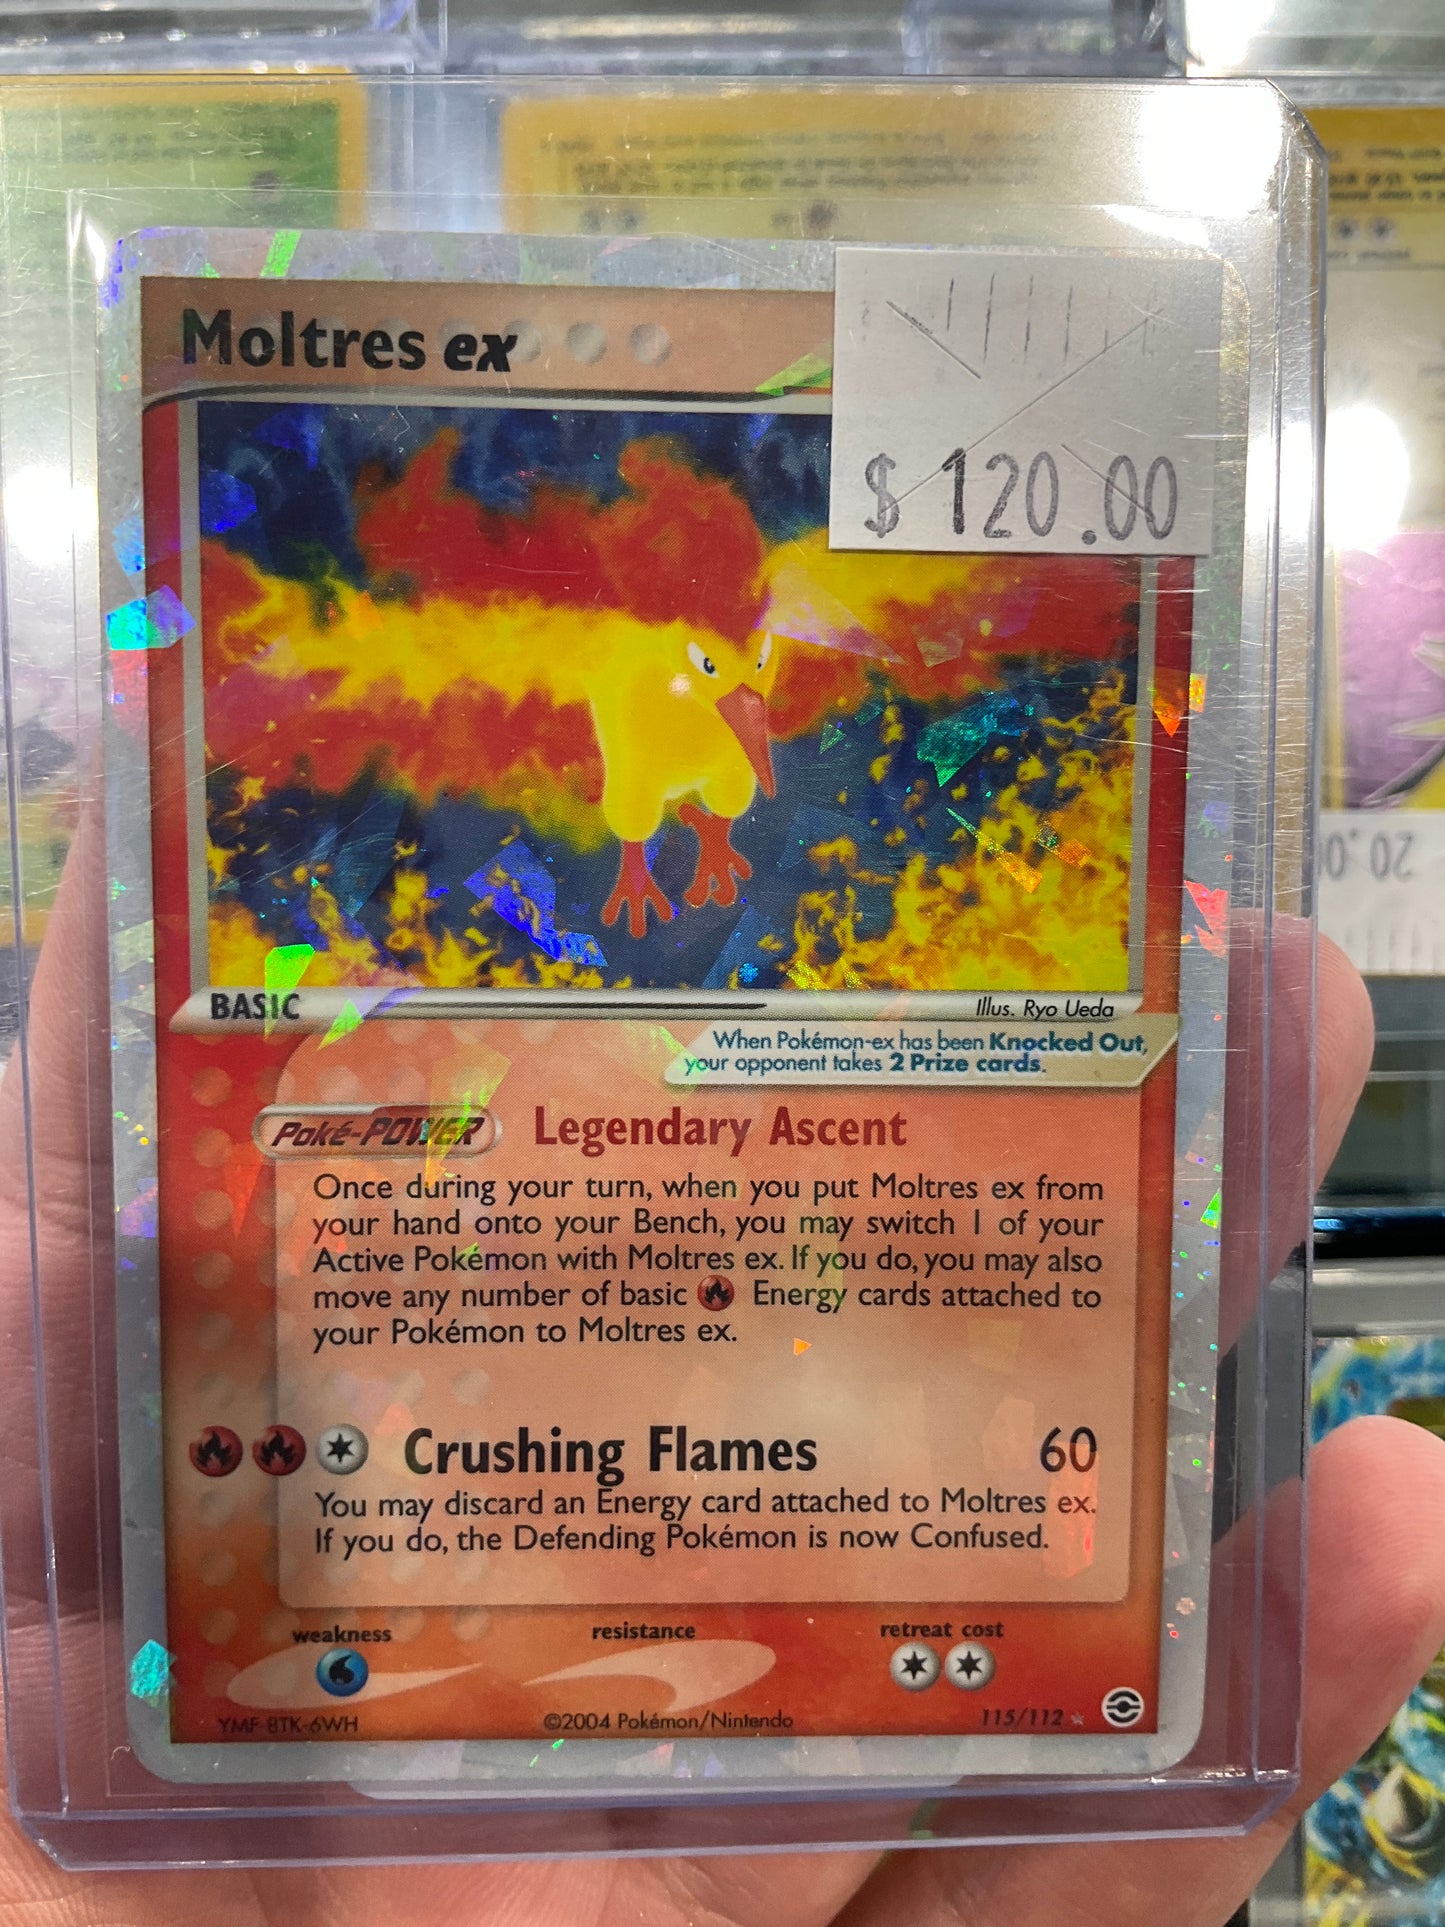 Moltres ex
$ 120.00
BASIC
Illus. Ryo Ueda
When Pokémon-ex has been Knocked Out,
your opponent takes 2 Prize cards.
Poké-POWER Legendary Ascent
Once during your turn, when you put Moltres ex from
your hand onto your Bench, you may switch 1 of your
Active Pokémon with Moltres ex. If you do, you may also
move any number of basic Energy cards attached to
your Pokémon to Moltres ex.
Crushing Flames 60
You may discard an Energy card attached to Moltres ex.
If you do, the Defending Pokémon is now Confused.
weakness resistance retreat cost
YMF-8TK-6WH ©2004 Pokémon/Nintendo 115/112